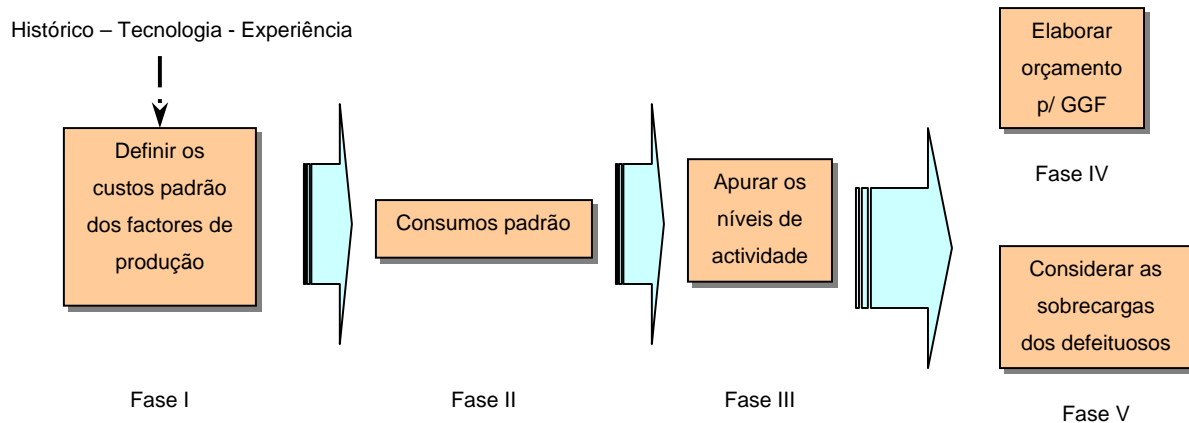 Histórico – Tecnologia - Experiência
Definir os
custos padrão
dos factores de
produção
Fase I
Consumos padrão
Fase II
Apurar os
níveis de
actividade
Fase III
Elaborar
orçamento
p/ GGF
Fase IV
Considerar as
sobrecargas
dos defeituosos
Fase V